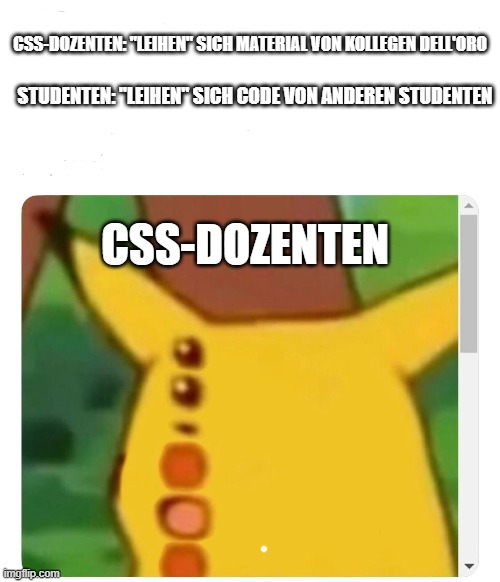 CSS-DOZENTEN: "LEIHEN" SICH MATERIAL VON KOLLEGEN DELL'ORO
STUDENTEN: "LEIHEN" SICH CODE VON ANDEREN STUDENTEN
CSS-DOZENTEN
imgflip.com